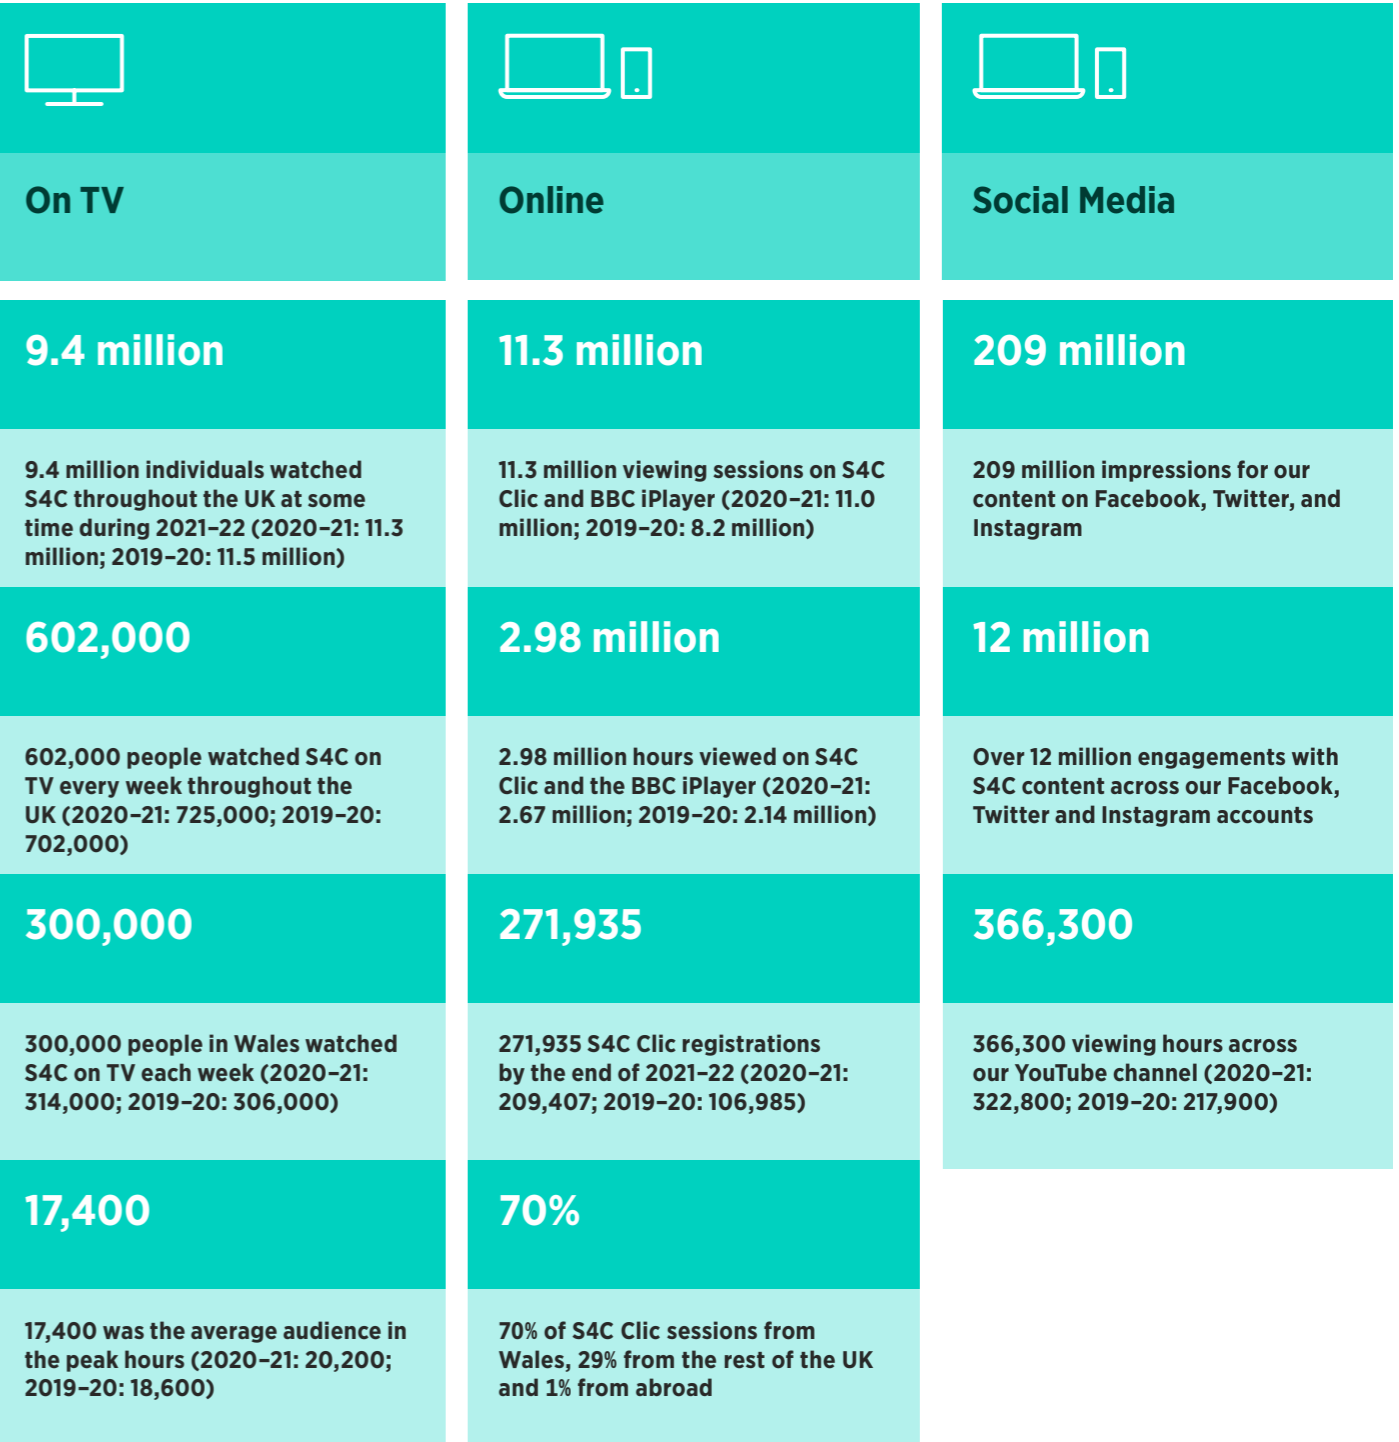 On TV
9.4 million
9.4 million individuals watched
S4C throughout the UK at some
time during 2021–22 (2020–21: 11.3
million; 2019–20: 11.5 million)
602,000
602,000 people watched S4C on
TV every week throughout the
UK (2020–21: 725,000; 2019–20:
702,000)
300,000
300,000 people in Wales watched
S4C on TV each week (2020–21:
314,000; 2019–20: 306,000)
17,400
17,400 was the average audience in
the peak hours (2020–21: 20,200;
2019–20: 18,600)
Online
11.3 million
11.3 million viewing sessions on S4C
Clic and BBC iPlayer (2020–21: 11.0
million; 2019–20: 8.2 million)
2.98 million
2.98 million hours viewed on S4C
Clic and the BBC iPlayer (2020–21:
2.67 million; 2019–20: 2.14 million)
271,935
271,935 S4C Clic registrations
by the end of 2021–22 (2020–21:
209,407; 2019–20: 106,985)
70%
70% of S4C Clic sessions from
Wales, 29% from the rest of the UK
and 1% from abroad
Social Media
209 million
209 million impressions for our
content on Facebook, Twitter, and
Instagram
12 million
Over 12 million engagements with
S4C content across our Facebook,
Twitter and Instagram accounts
366,300
366,300 viewing hours across
our YouTube channel (2020–21:
322,800; 2019–20: 217,900)